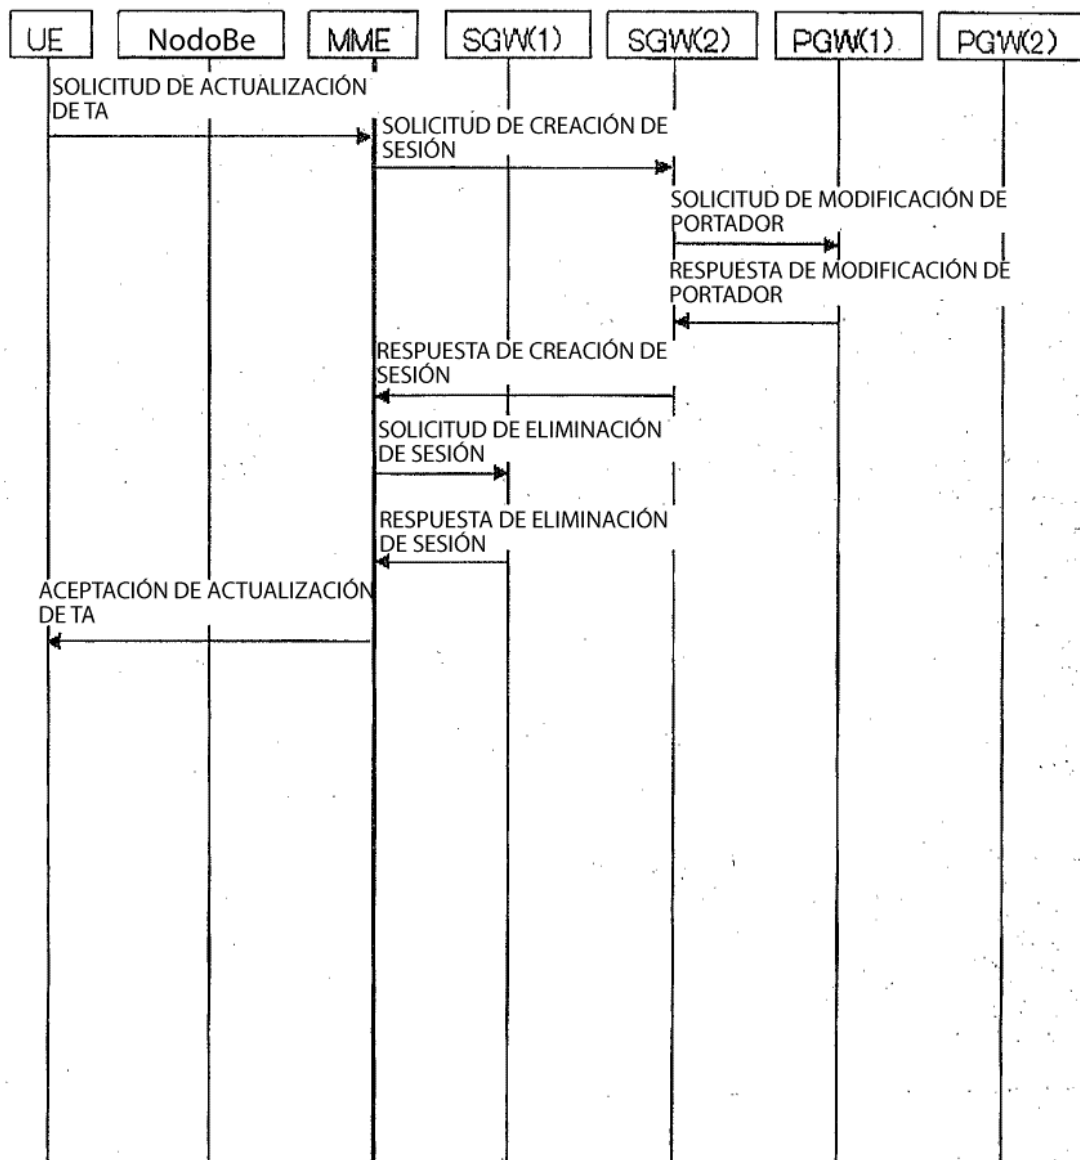 UE NodoBe MME SGW(1) SGW(2) PGW(1) PGW(2)
SOLICITUD DE ACTUALIZACIÓN
DE TA
SOLICITUD DE CREACIÓN DE
SESIÓN
SOLICITUD DE MODIFICACIÓN DE
PORTADOR
RESPUESTA DE MODIFICACIÓN DE
PORTADOR
RESPUESTA DE CREACIÓN DE
SESIÓN
SOLICITUD DE ELIMINACIÓN
DE SESIÓN
RESPUESTA DE ELIMINACIÓN
DE SESIÓN
ACEPTACIÓN DE ACTUALIZACIÓN
DE TA